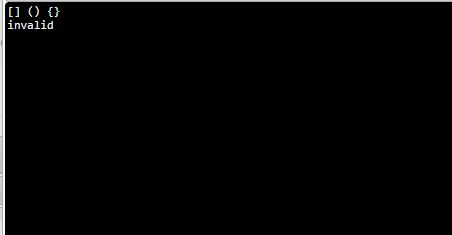 [] () {}
invalid